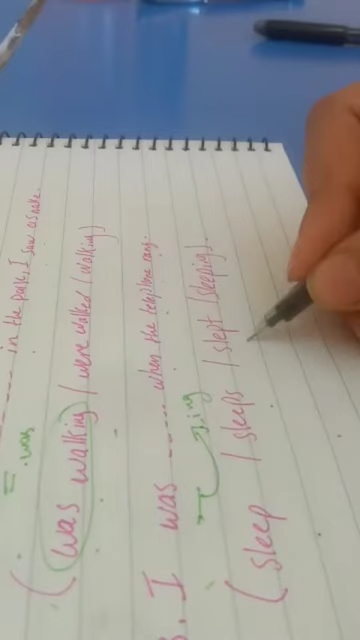 ---- in the park, I saw a snake.
= was
(was walking / were walked / walking)
. I was ---- when the telephone rang.
+ ing
(sleep / sleeps / slept / sleeping).